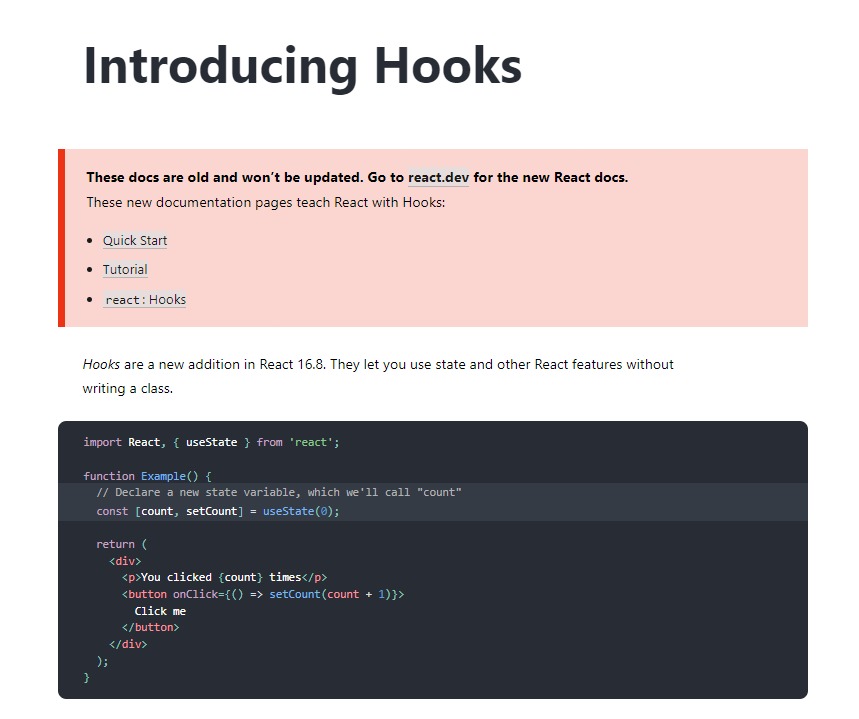 Introducing Hooks
These docs are old and won't be updated. Go to react.dev for the new React docs.
These new documentation pages teach React with Hooks:
• Quick Start
• Tutorial
• react: Hooks
Hooks are a new addition in React 16.8. They let you use state and other React features without
writing a class.
import React, { useState } from 'react';
function Example() {
  // Declare a new state variable, which we'll call "count"
  const [count, setCount] = useState(0);
  return (
    <div>
      <p>You clicked {count} times</p>
      <button onClick={() => setCount(count + 1)}>
        Click me
      </button>
    </div>
  );
}